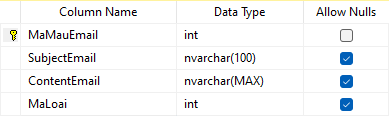 Column Name Data Type Allow Nulls
MaMauEmail int
SubjectEmail nvarchar(100)
ContentEmail nvarchar(MAX)
MaLoai int